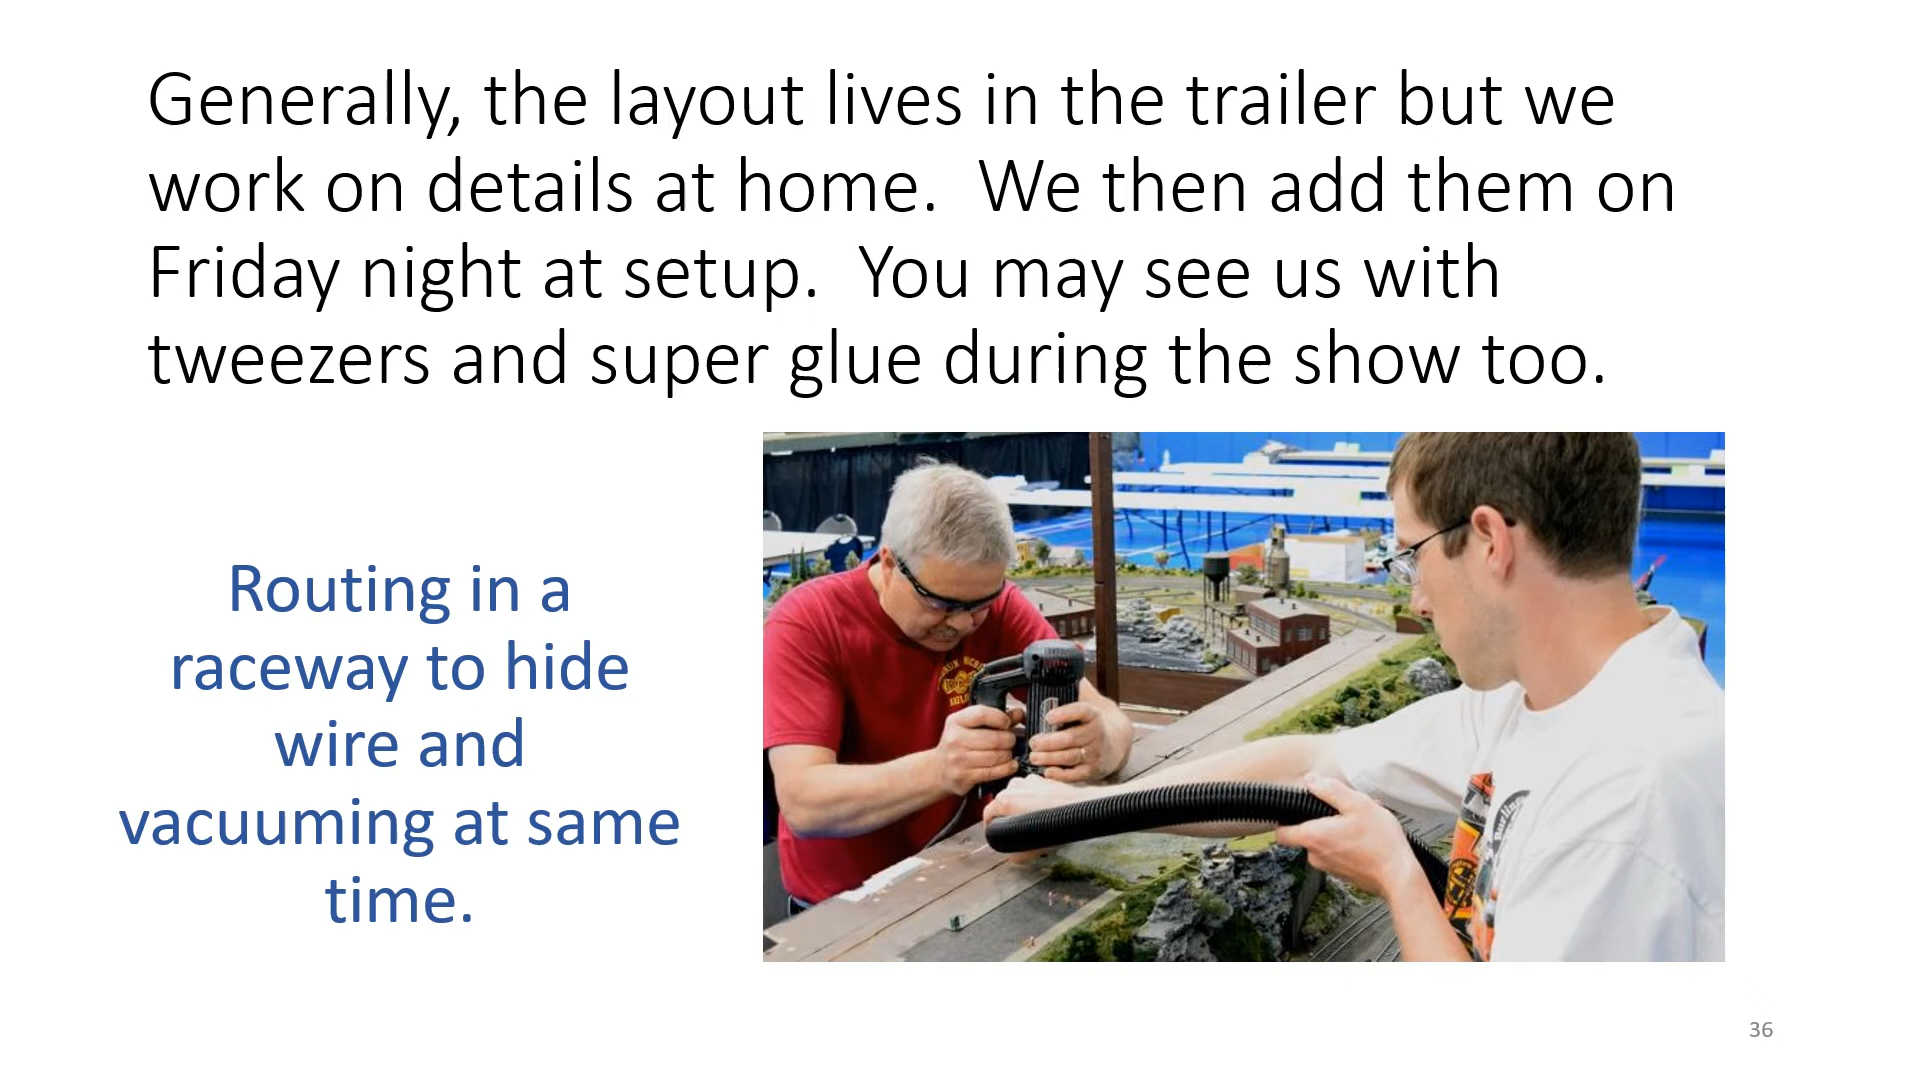 Generally, the layout lives in the trailer but we
work on details at home.  We then add them on
Friday night at setup.  You may see us with
tweezers and super glue during the show too.
Routing in a
raceway to hide
wire and
vacuuming at same
time.
36